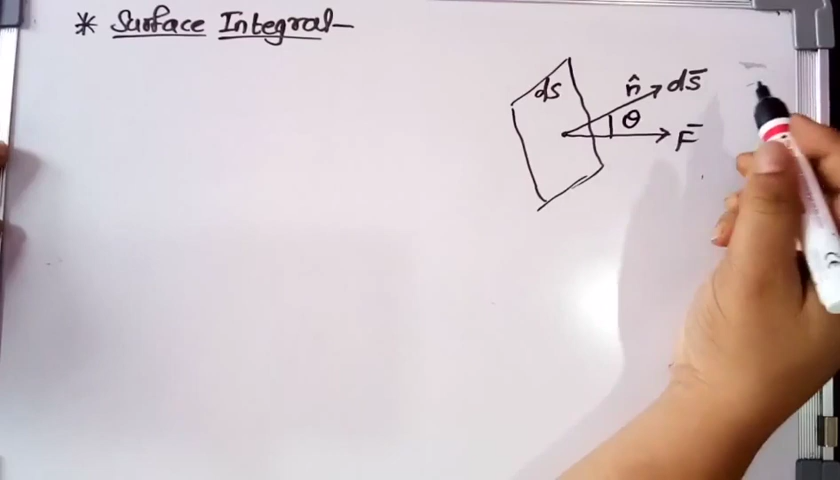 * Surface Integral-
ds
n̂
ds̄
θ
F̄